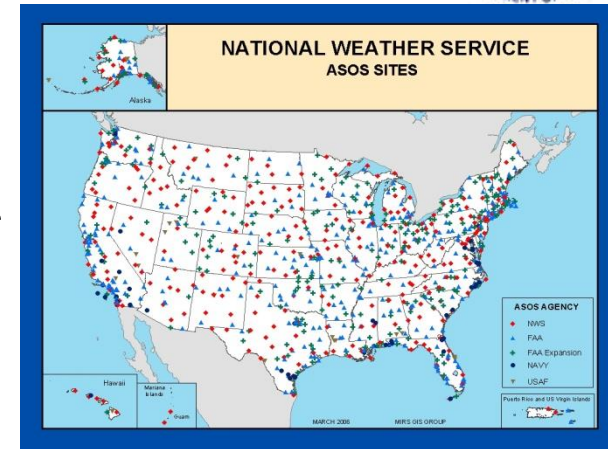 NATIONAL WEATHER SERVICE
ASOS SITES
Alaska
ASOS AGENCY
NWS
FAA
FAA Expansion
NAVY
USAF
Hawaii
Mariana
Islands
Guam
Puerto Rico and US Virgin Islands
MARCH 2006
MIRS GIS GROUP